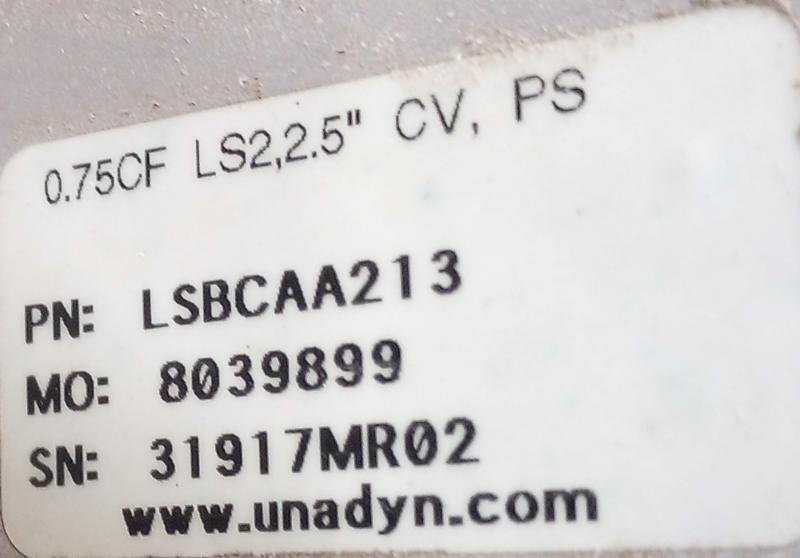 0.75CF LS2,2.5" CV, PS
PN: LSBCAA213
MO: 8039899
SN: 31917MR02
www.unadyn.com